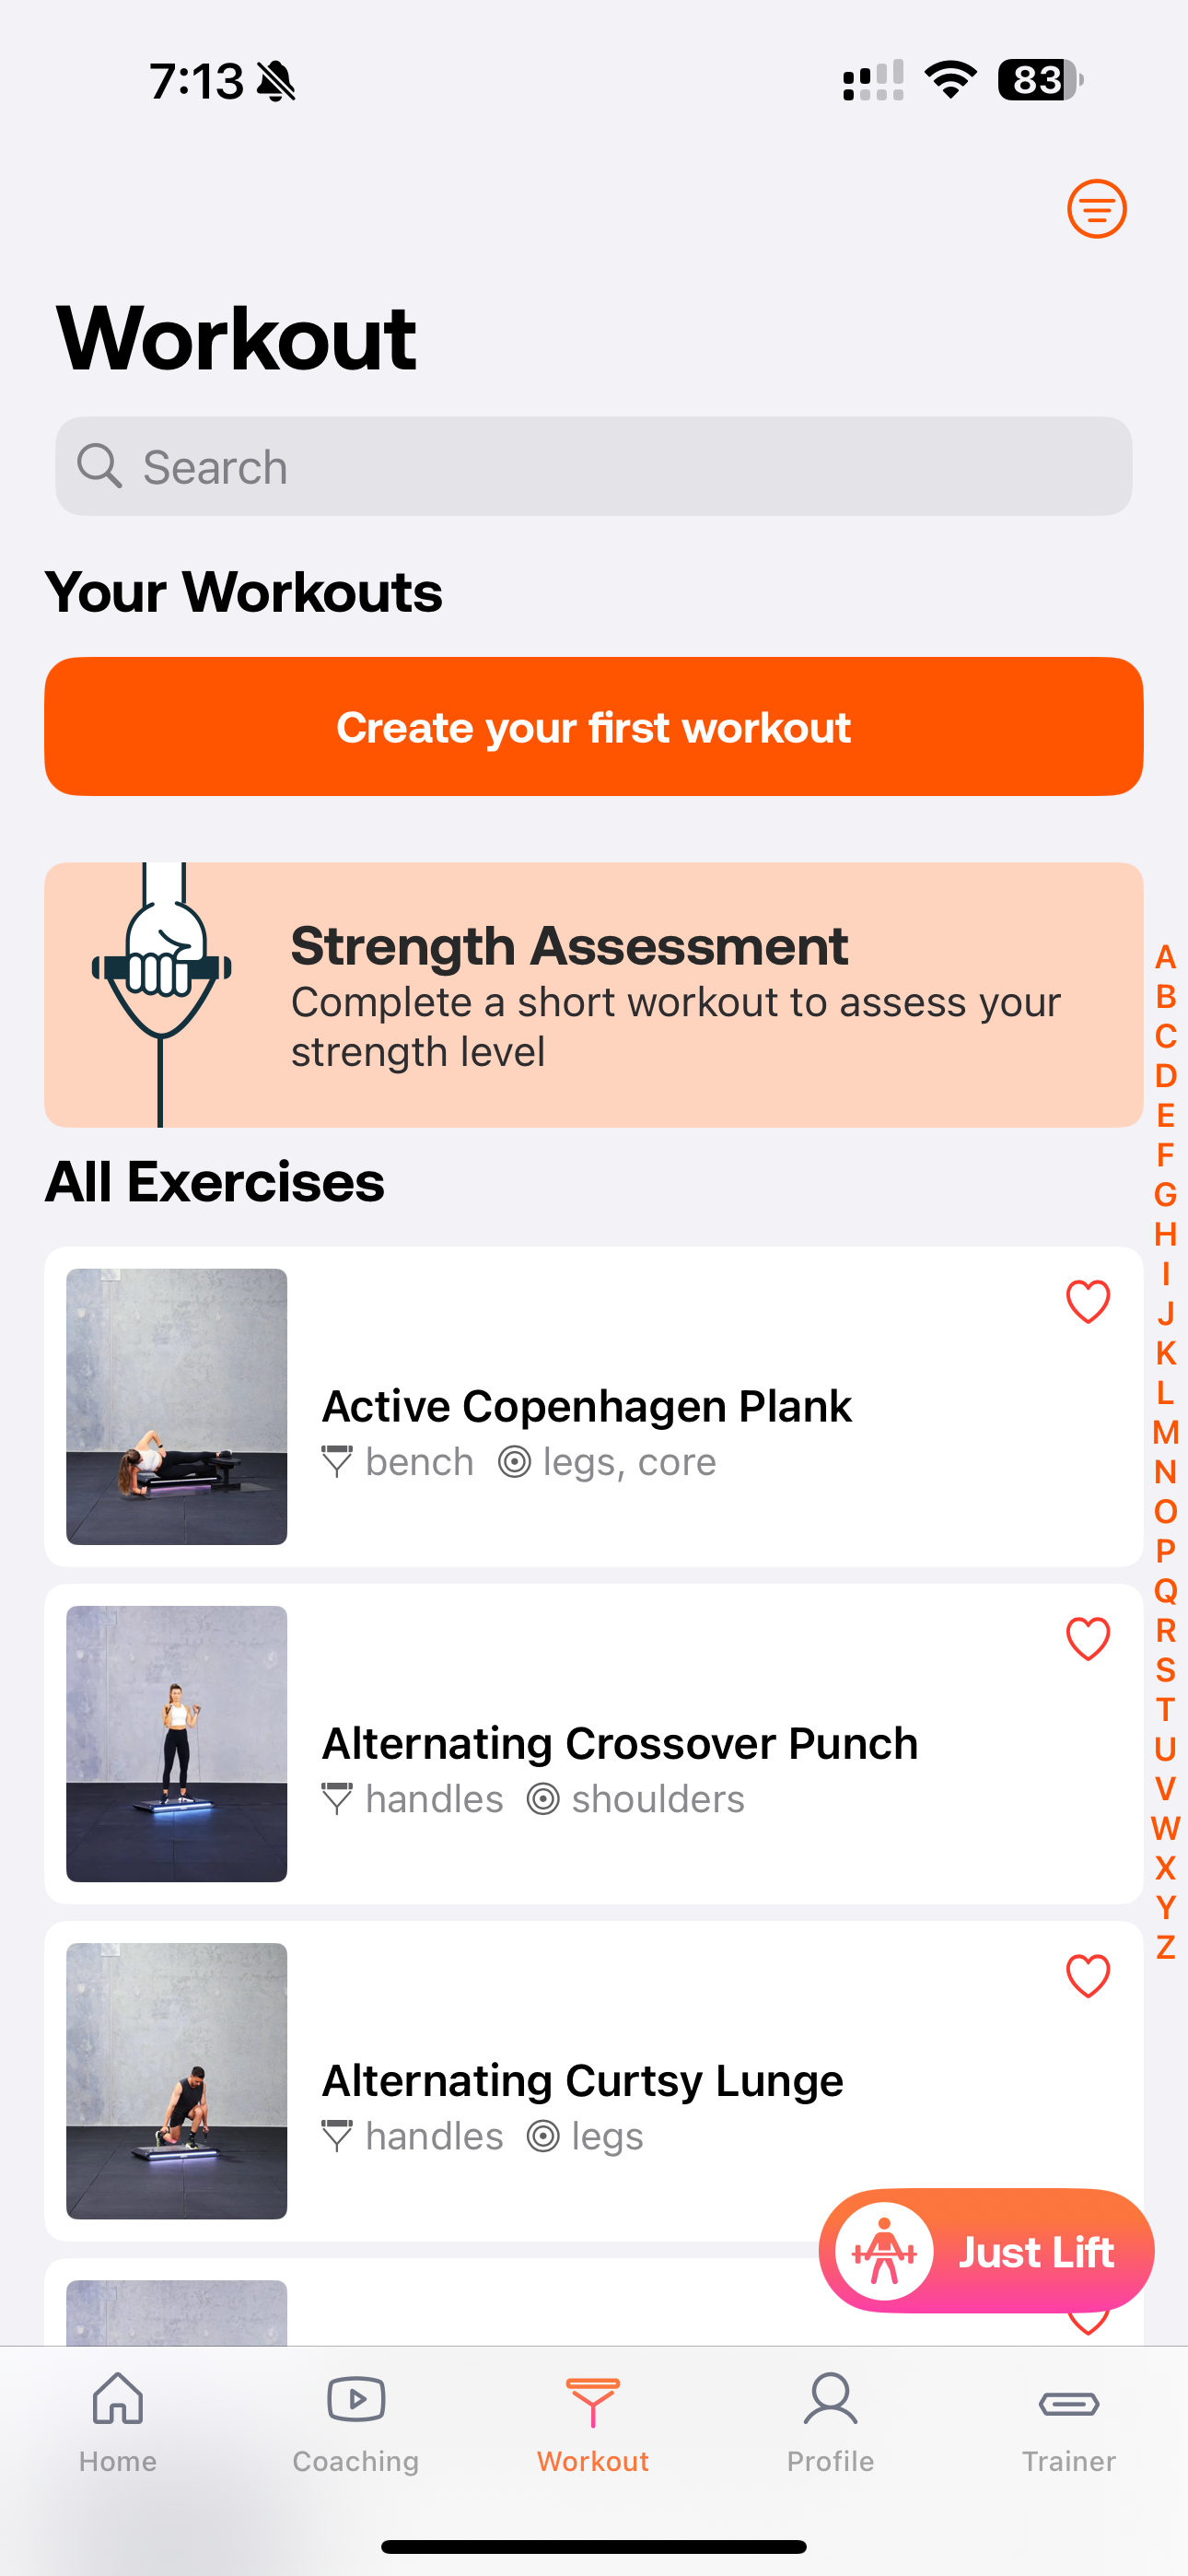 7:13
83
Workout
Search
Your Workouts
Create your first workout
Strength Assessment
Complete a short workout to assess your
strength level
All Exercises
Active Copenhagen Plank
bench legs, core
Alternating Crossover Punch
handles shoulders
Alternating Curtsy Lunge
handles legs
A
B
C
D
E
F
G
H
I
J
K
L
M
N
O
P
Q
R
S
T
U
V
W
X
Y
Z
Just Lift
Home Coaching Workout Profile Trainer